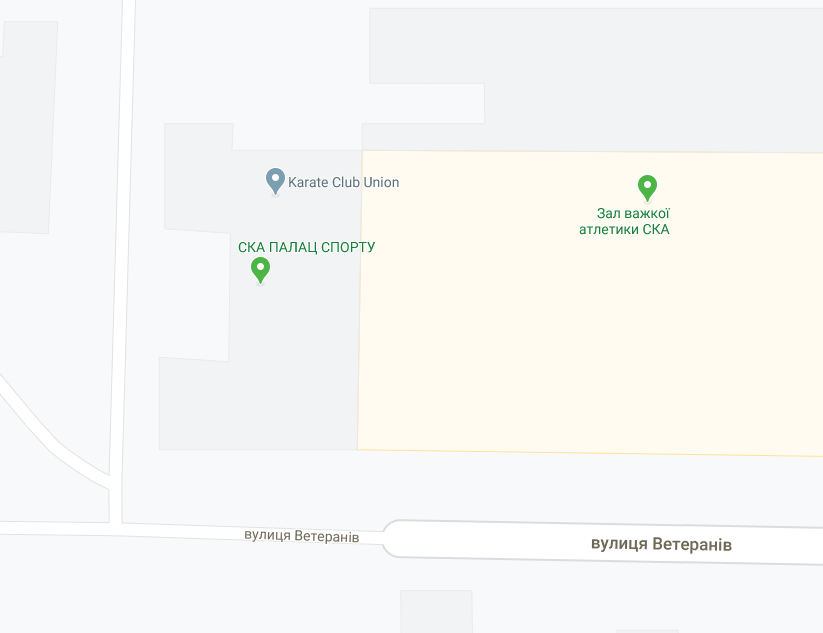 Karate Club Union
Зал важкої
атлетики СКА
СКА ПАЛАЦ СПОРТУ
вулиця Ветеранів
вулиця Ветеранів